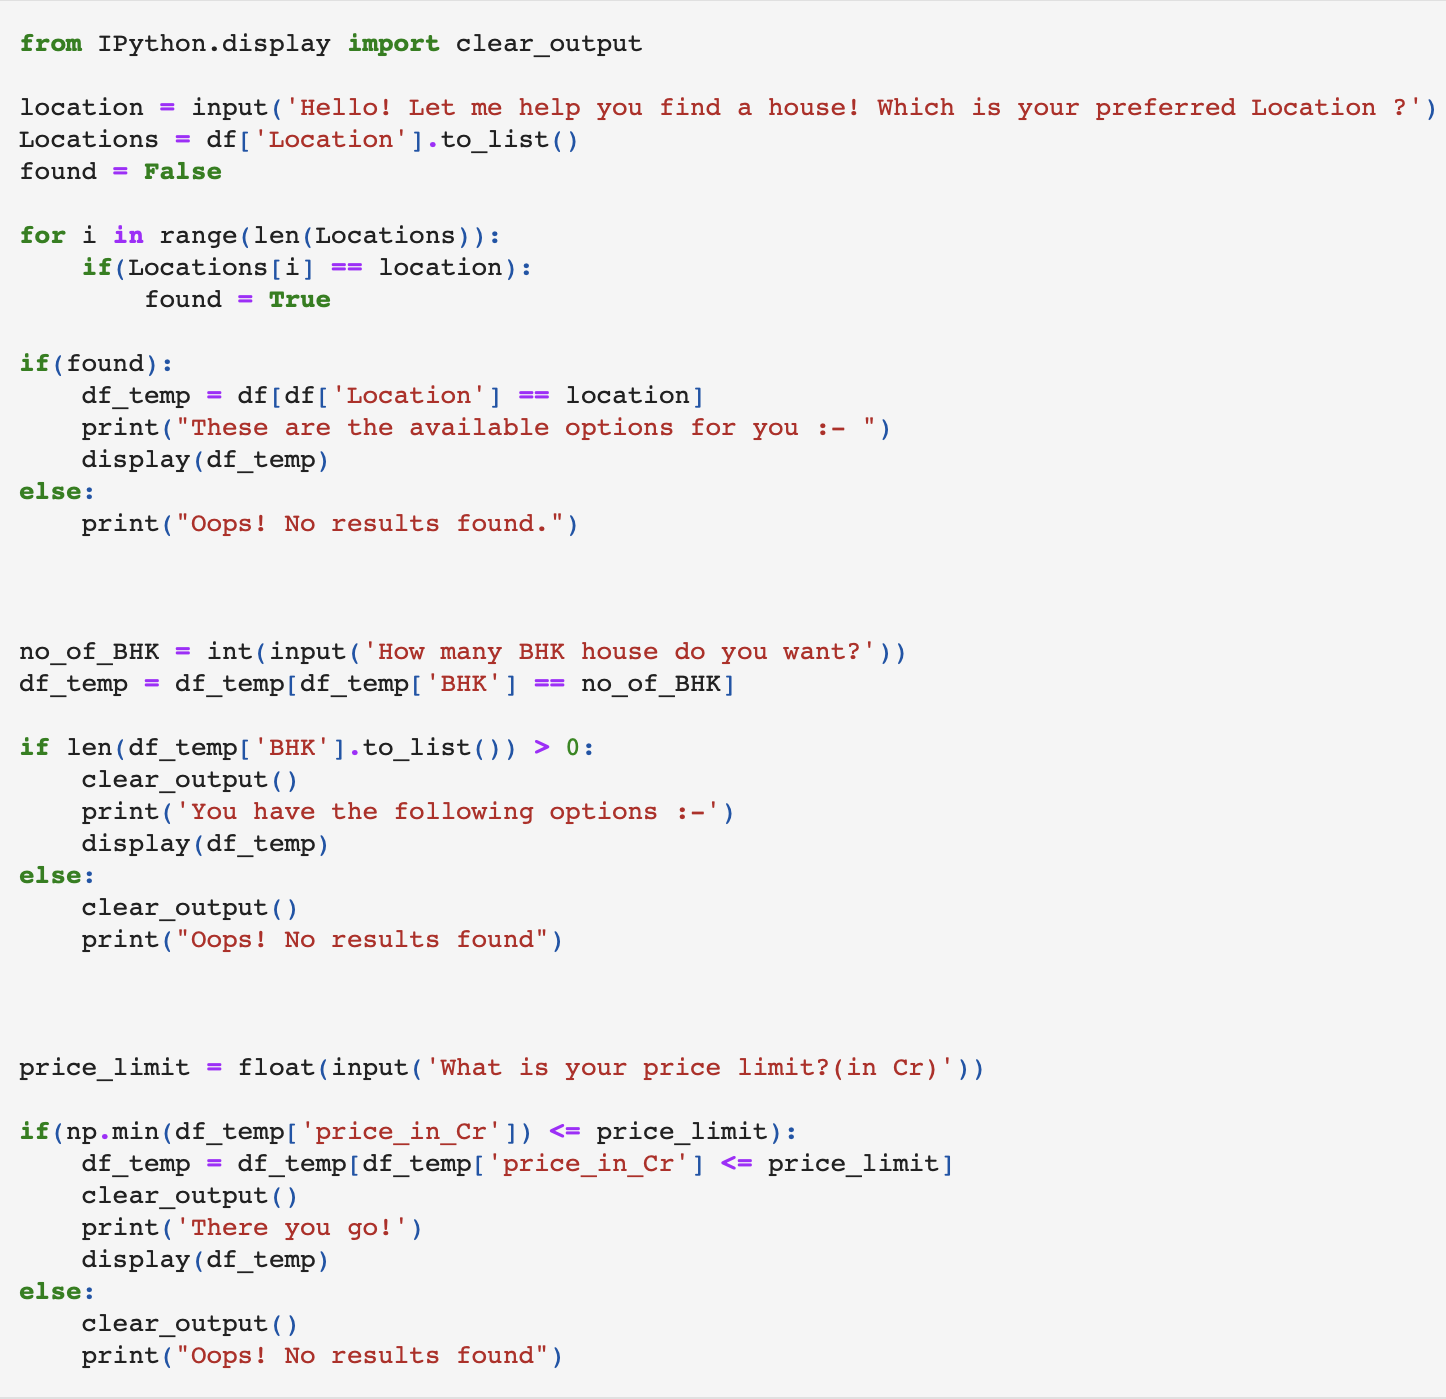 from IPython.display import clear_output

location = input('Hello! Let me help you find a house! Which is your preferred Location ?')
Locations = df['Location'].to_list()
found = False

for i in range(len(Locations)):
    if(Locations[i] == location):
        found = True

if(found):
    df_temp = df[df['Location'] == location]
    print("These are the available options for you :- ")
    display(df_temp)
else:
    print("Oops! No results found.")

no_of_BHK = int(input('How many BHK house do you want?'))
df_temp = df_temp[df_temp['BHK'] == no_of_BHK]

if len(df_temp['BHK'].to_list()) > 0:
    clear_output()
    print('You have the following options :-')
    display(df_temp)
else:
    clear_output()
    print("Oops! No results found")

price_limit = float(input('What is your price limit?(in Cr)'))

if(np.min(df_temp['price_in_Cr']) <= price_limit):
    df_temp = df_temp[df_temp['price_in_Cr'] <= price_limit]
    clear_output()
    print('There you go!')
    display(df_temp)
else:
    clear_output()
    print("Oops! No results found")